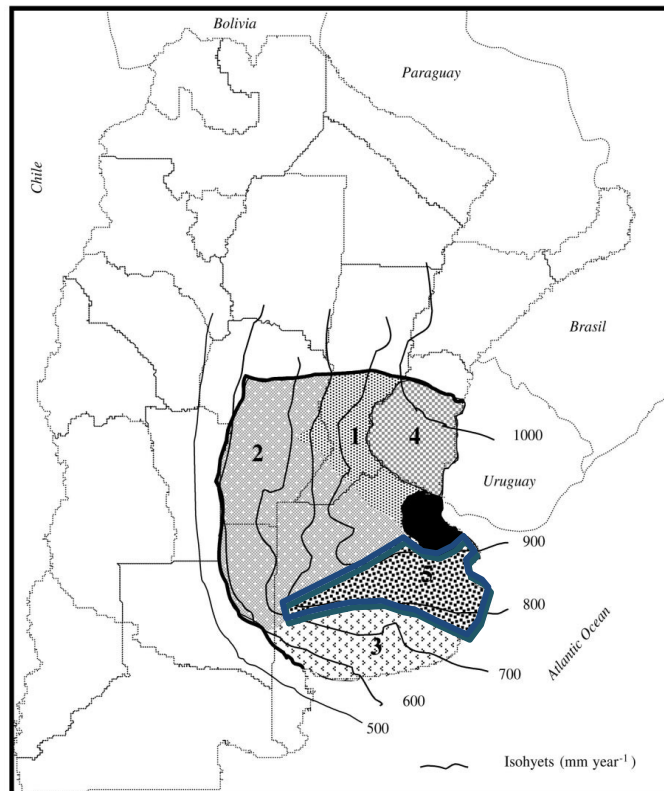 Bolivia
Paraguay
Chile
Brasil
1
2
4
1000
Uruguay
900
5
800
Atlantic Ocean
3
700
600
500
Isohyets (mm year-1)